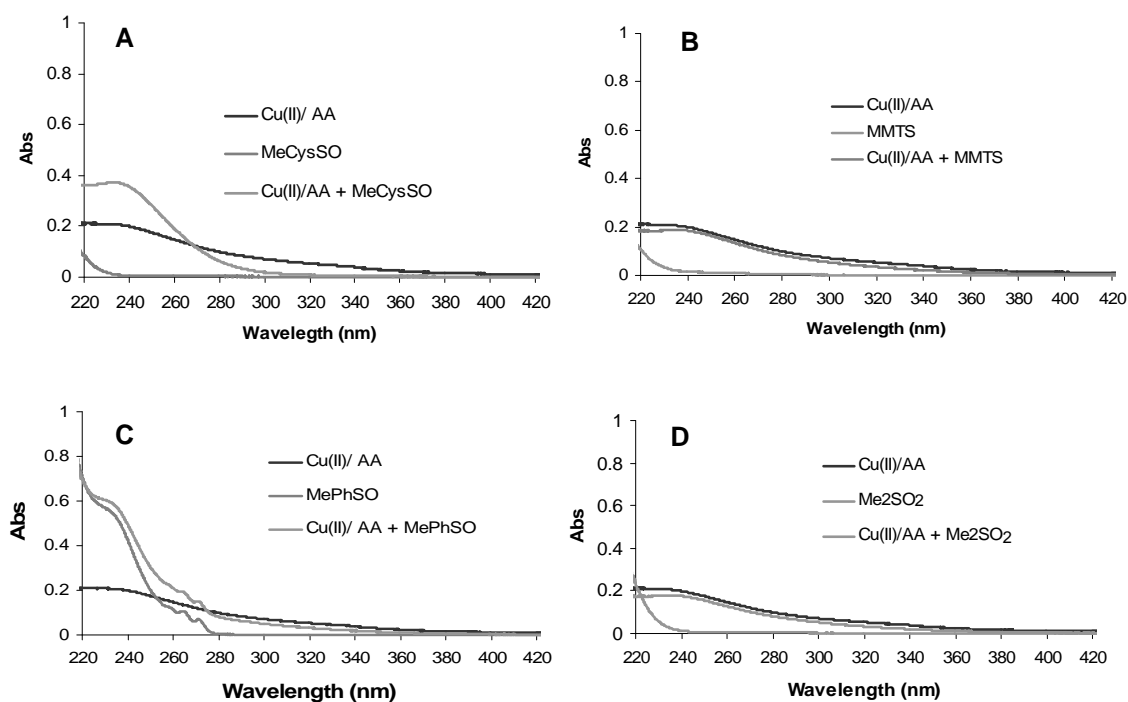 A
1
0.8
0.6
0.4
0.2
0
Abs
Cu(II)/ AA
MeCysSO
Cu(II)/AA + MeCysSO
220 240 260 280 300 320 340 360 380 400 420
Wavelegth (nm)
B
1
0.8
0.6
0.4
0.2
0
Abs
Cu(II)/AA
MMTS
Cu(II)/AA + MMTS
220 240 260 280 300 320 340 360 380 400 420
Wavelength (nm)
C
1
0.8
0.6
0.4
0.2
0
Abs
Cu(II)/ AA
MePhSO
Cu(II)/ AA + MePhSO
220 240 260 280 300 320 340 360 380 400 420
Wavelength (nm)
D
1
0.8
0.6
0.4
0.2
0
Abs
Cu(II)/AA
Me2SO2
Cu(II)/AA + Me2SO2
220 240 260 280 300 320 340 360 380 400 420
Wavelength (nm)